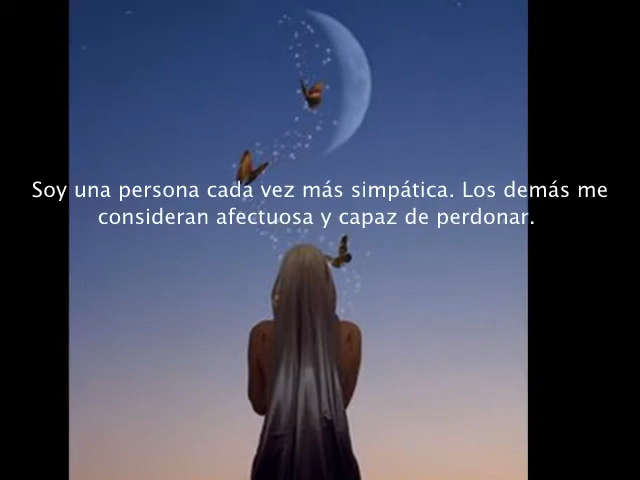 Soy una persona cada vez más simpática. Los demás me
consideran afectuosa y capaz de perdonar.